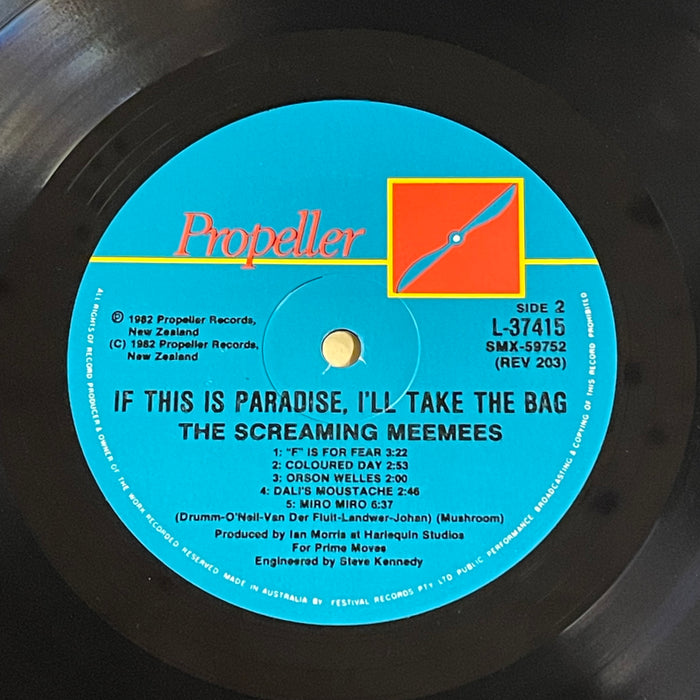 Propeller
℗ 1982 Propeller Records,
New Zealand
(C) 1982 Propeller Records,
New Zealand
SIDE 2
L-37415
SMX-59752
(REV 203)
IF THIS IS PARADISE, I'LL TAKE THE BAG
THE SCREAMING MEEMEES
1: "F" IS FOR FEAR 3:22
2: COLOURED DAY 2:53
3: ORSON WELLES 2:00
4: DALI'S MOUSTACHE 2:46
5: MIRO MIRO 6:37
(Drumm-O'Neil-Van Der Fluit-Landwer-Johan) (Mushroom)
Produced by Ian Morris at Harlequin Studios
For Prime Moves
Engineered by Steve Kennedy
ALL RIGHTS OF RECORD PRODUCER & OWNER OF THE WORK RECORDED RESERVED MADE IN AUSTRALIA BY FESTIVAL RECORDS PTY LTD PUBLIC PERFORMANCE BROADCASTING & COPYING OF THIS RECORD PROHIBITED